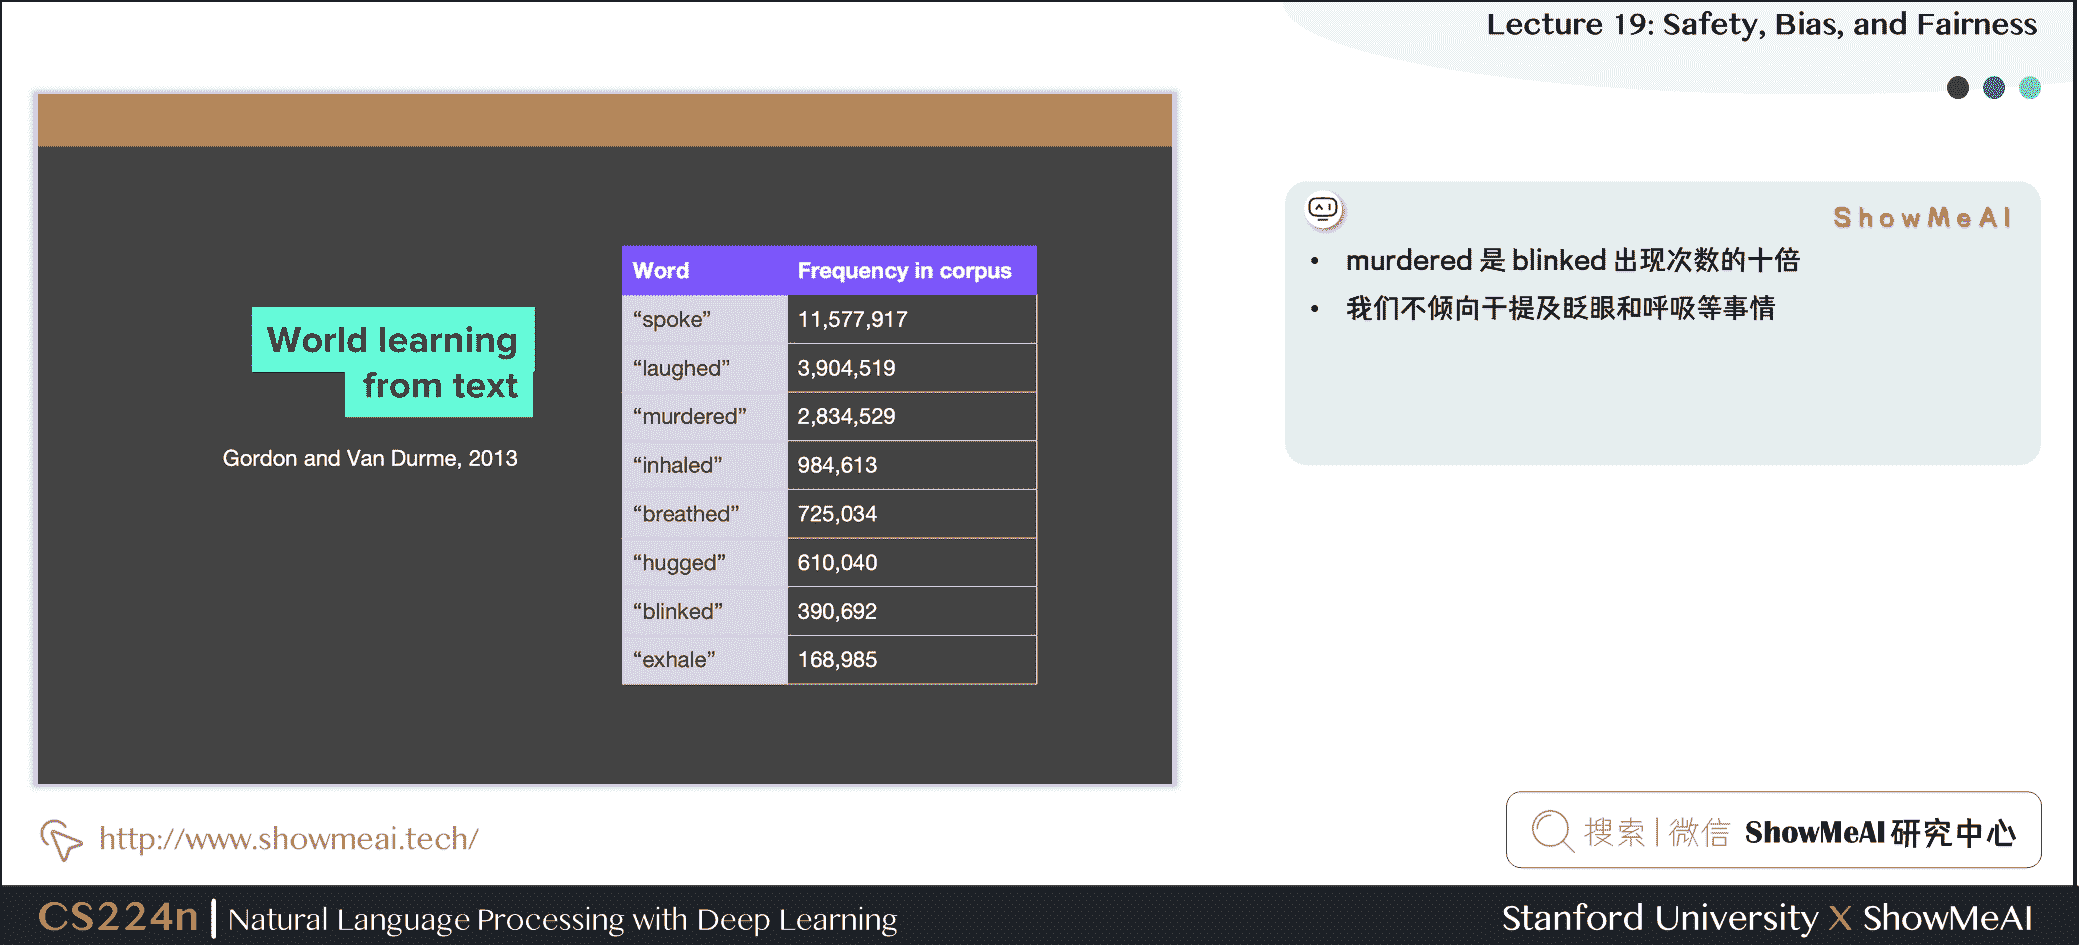 Lecture 19: Safety, Bias, and Fairness
World learning
from text
Gordon and Van Durme, 2013
Word Frequency in corpus
“spoke” 11,577,917
“laughed” 3,904,519
“murdered” 2,834,529
“inhaled” 984,613
“breathed” 725,034
“hugged” 610,040
“blinked” 390,692
“exhale” 168,985
ShowMeAI
• murdered 是 blinked 出现次数的十倍
• 我们不倾向于提及眨眼和呼吸等事情
http://www.showmeai.tech/
搜索|微信 ShowMeAI 研究中心
CS224n | Natural Language Processing with Deep Learning
Stanford University X ShowMeAI